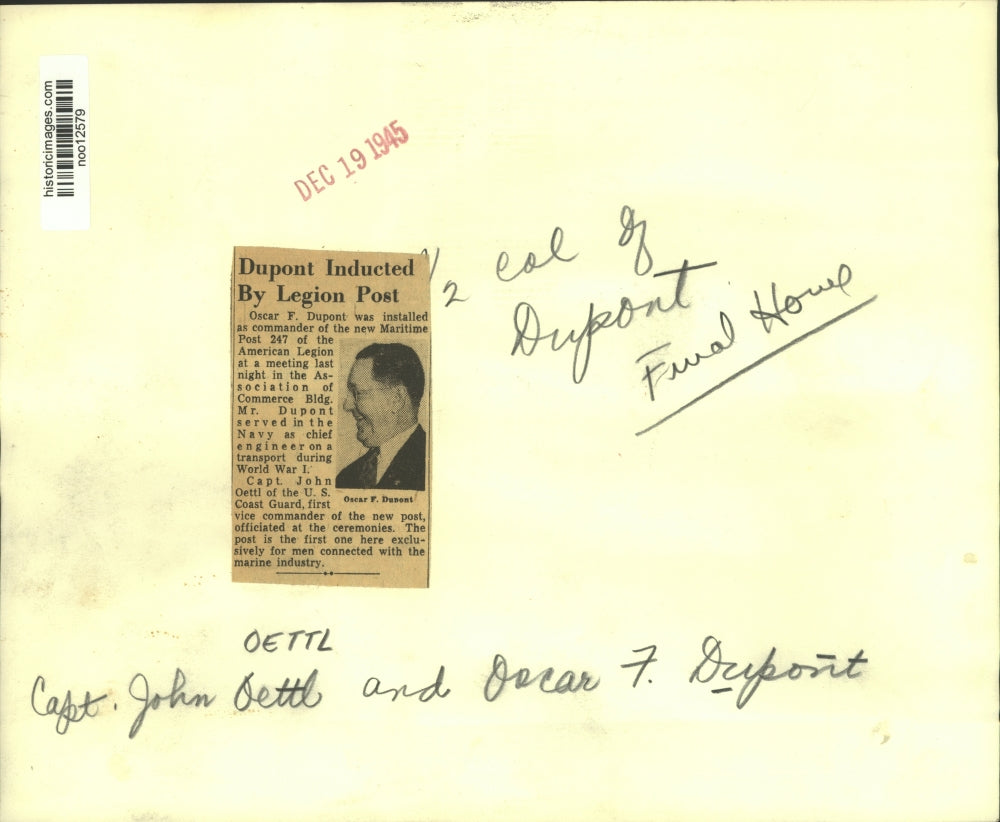 historicimages.com
noo12579
DEC 19 1945
1/2 col of
Dupont
Final Home
Dupont Inducted
By Legion Post
Oscar F. Dupont was installed
as commander of the new Maritime
Post 247 of the
American Legion
at a meeting last
night in the As-
sociation of
Commerce Bldg.
Mr. Dupont
served in the
Navy as chief
engineer on a
transport during
World War I.
Capt. John
Oettl of the U. S.
Coast Guard, first
vice commander of the new post,
officiated at the ceremonies. The
post is the first one here exclu-
sively for men connected with the
marine industry.
Oscar F. Dupont
OETTL
Capt. John Oettl and Oscar F. Dupont